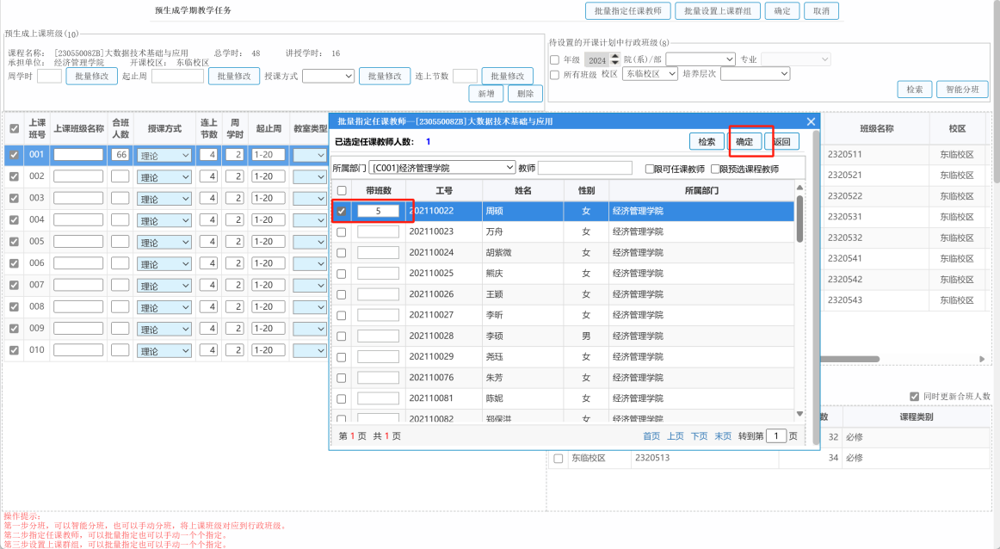 预生成学期教学任务
批量指定任课教师 批量设置上课群组 确定 取消
预生成上课班级(10)
课程名称: [23055008ZB]大数据技术基础与应用 总学时: 48 讲授学时: 16
承担单位: 经济管理学院 开课校区: 东临校区
周学时 批量修改 起止周 批量修改 授课方式 批量修改 连上节数 批量修改
新增 删除
待设置的开课计划中行政班级(8)
年级 2024 院(系)/部 专业
所有班级 校区 东临校区 培养层次
检索 智能分班
上课班号 上课班级名称 合班人数 授课方式 连上节数 周学时 起止周 教室类型
001 66 理论 4 2 1-20
002 理论 4 2 1-20
003 理论 4 2 1-20
004 理论 4 2 1-20
005 理论 4 2 1-20
006 理论 4 2 1-20
007 理论 4 2 1-20
008 理论 4 2 1-20
009 理论 4 2 1-20
010 理论 4 2 1-20
批量指定任课教师—[23055008ZB]大数据技术基础与应用
已选定任课教师人数: 1 检索 确定 返回
所属部门 [C001]经济管理学院 教师 限可任课教师 限预选课程教师
带班数 工号 姓名 性别 所属部门
5 202110022 周硕 女 经济管理学院
202110023 万舟 女 经济管理学院
202110024 胡紫微 女 经济管理学院
202110025 熊庆 女 经济管理学院
202110026 王颖 女 经济管理学院
202110027 李昕 女 经济管理学院
202110028 李硕 男 经济管理学院
202110029 尧珏 女 经济管理学院
202110076 朱芳 女 经济管理学院
202110081 陈妮 女 经济管理学院
202110082 郑保洪 女 经济管理学院
第 1 页 共 1 页 首页 上页 下页 末页 转到第 1 页
班级名称 校区
2320511 东临校区
2320521 东临校区
2320522 东临校区
2320531 东临校区
2320532 东临校区
2320541 东临校区
2320542 东临校区
2320543 东临校区
同时更新合班人数
数 课程类别
32 必修
东临校区 2320513 34 必修
操作提示:
第一步分班, 可以智能分班, 也可以手动分班, 将上课班级对应到行政班级。
第二步指定任课教师, 可以批量指定也可以手动一个个指定。
第三步设置上课群组, 可以批量指定也可以手动一个个指定。